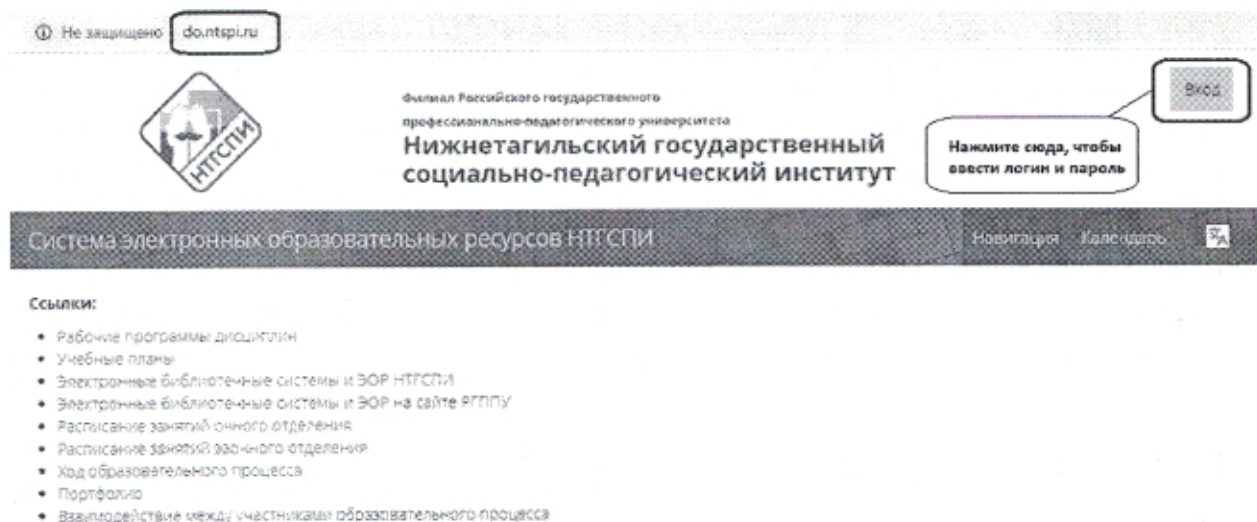 Не защищено do.ntspi.ru
Вход
Филиал Российского государственного
профессионально-педагогического университета
Нижнетагильский государственный
социально-педагогический институт
НТГСПИ
Нажмите сюда, чтобы
ввести логин и пароль
Система электронных образовательных ресурсов НТГСПИ
Навигация Календарь
Ссылки:
• Рабочие программы дисциплин
• Учебные планы
• Электронные библиотечные системы и ЭОР НТГСПИ
• Электронные библиотечные системы и ЭОР на сайте РГППУ
• Расписание занятий очного отделения
• Расписание занятий заочного отделения
• Ход образовательного процесса
• Портфолио
• Взаимодействие между участниками образовательного процесса